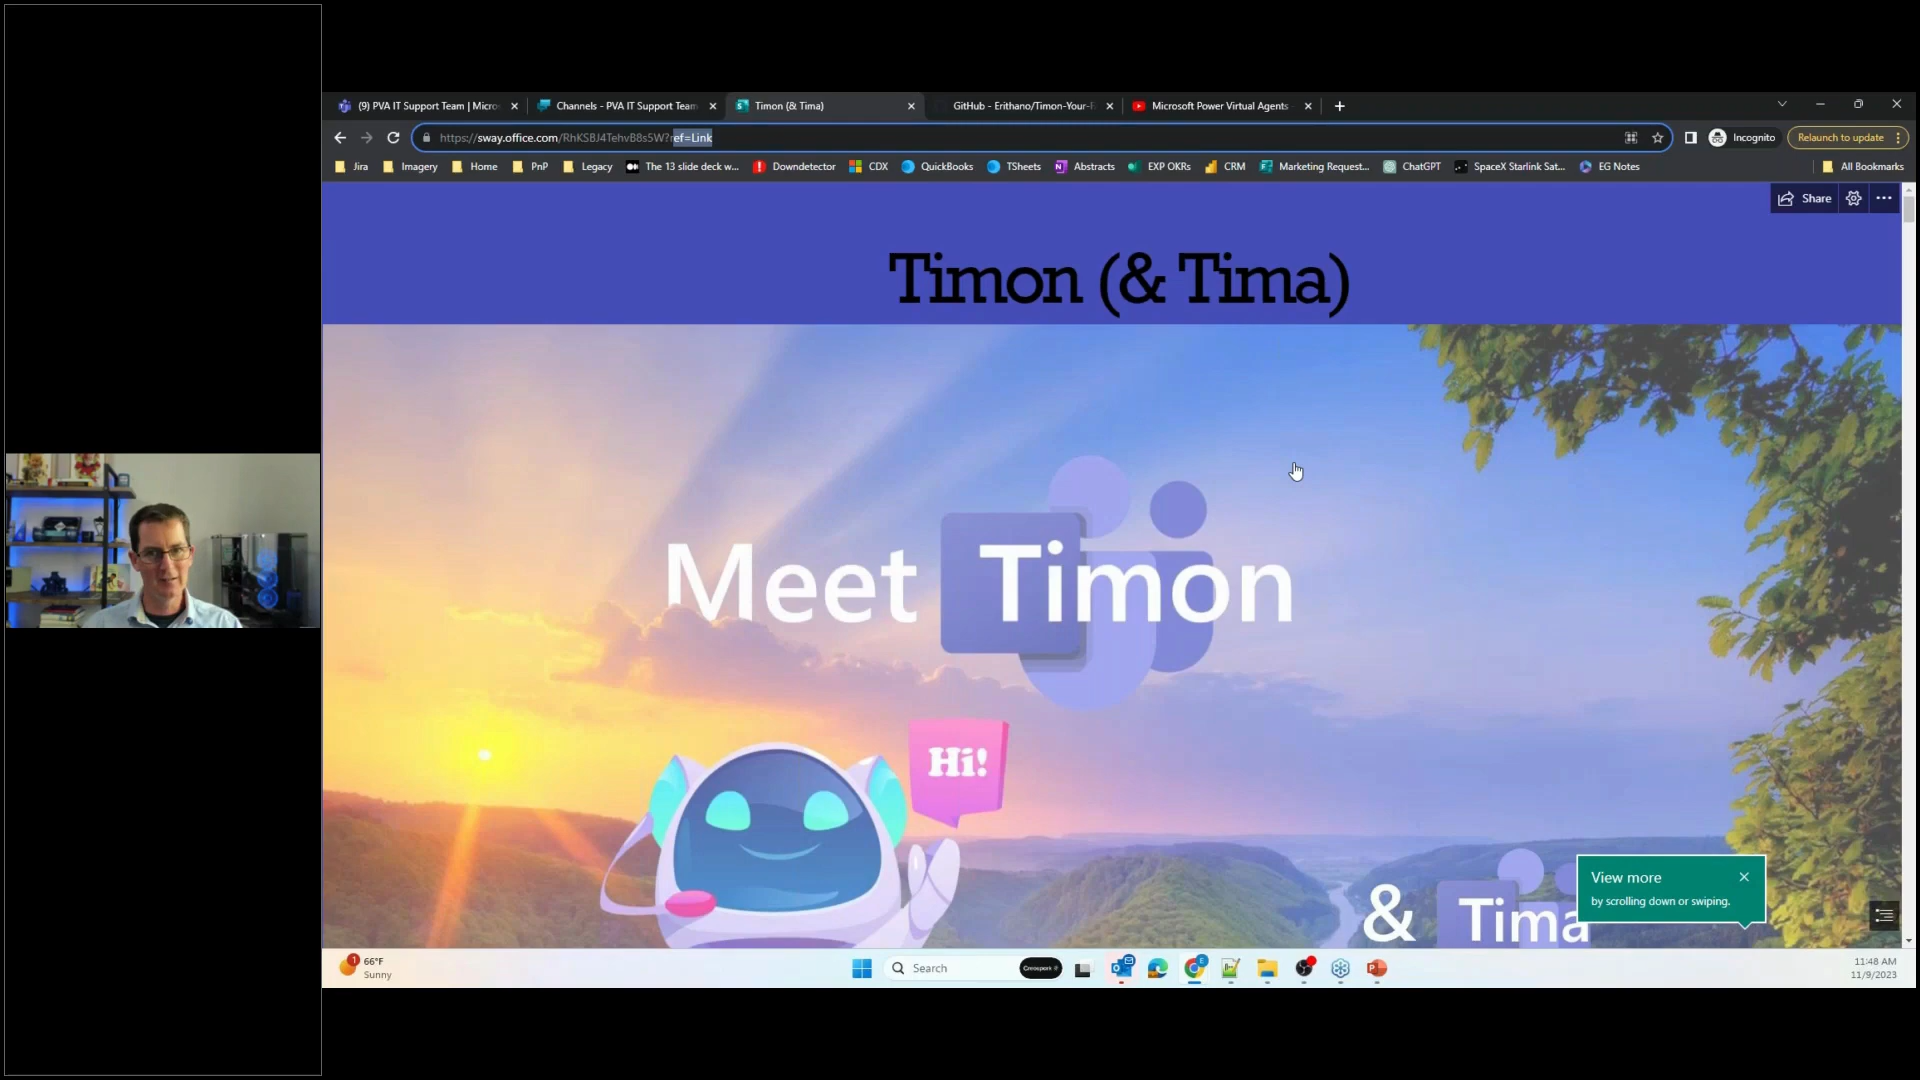 (9) PVA IT Support Team | Micro
Channels - PVA IT Support Team
Timon (& Tima)
GitHub - Erithano/Timon-Your-
Microsoft Power Virtual Agents
https://sway.office.com/RhKSBJ4TehvB8s5W?ref=Link
Incognito
Relaunch to update
Jira
Imagery
Home
PnP
Legacy
The 13 slide deck w...
Downdetector
CDX
QuickBooks
TSheets
Abstracts
EXP OKRs
CRM
Marketing Request...
ChatGPT
SpaceX Starlink Sat...
EG Notes
All Bookmarks
Share
Timon (& Tima)
Meet Timon
Hi!
& Tima
View more
by scrolling down or swiping.
1
66°F
Sunny
Search
11:48 AM
11/9/2023